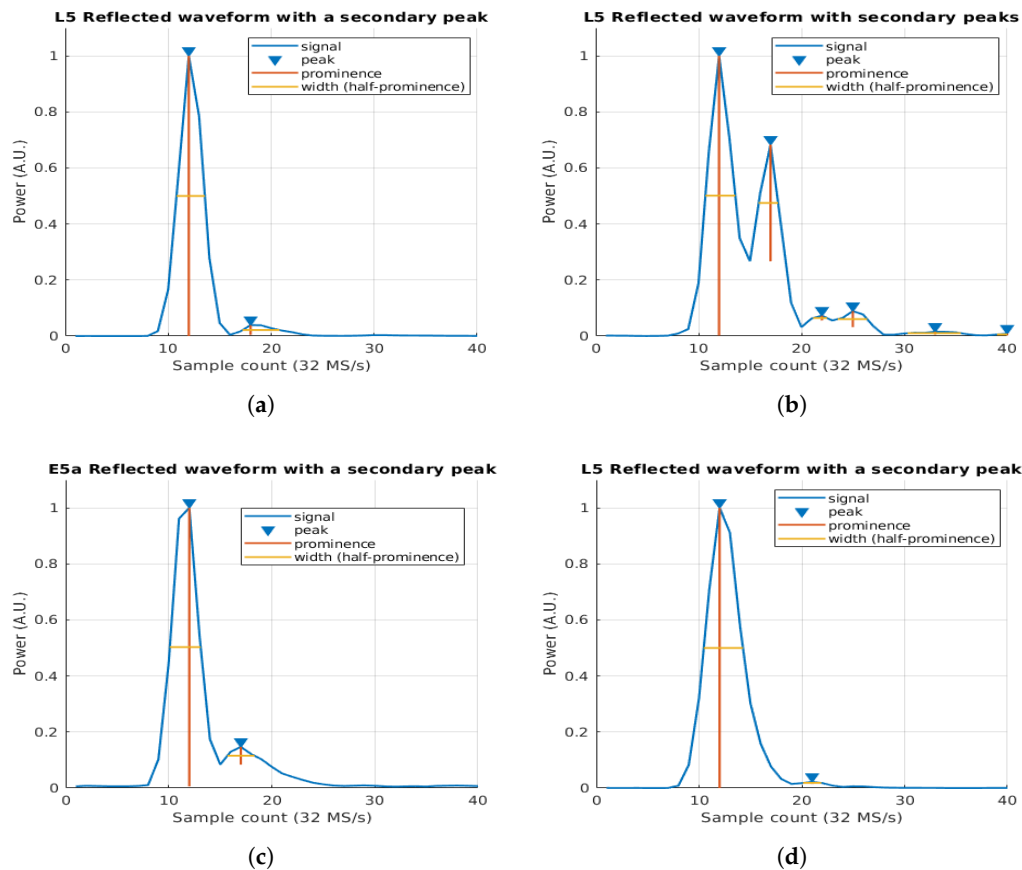 L5 Reflected waveform with a secondary peak
signal
peak
prominence
width (half-prominence)
Power (A.U.)
1
0.8
0.6
0.4
0.2
0
0 10 20 30 40
Sample count (32 MS/s)
(a)
L5 Reflected waveform with secondary peaks
signal
peak
prominence
width (half-prominence)
Power (A.U.)
1
0.8
0.6
0.4
0.2
0
0 10 20 30 40
Sample count (32 MS/s)
(b)
E5a Reflected waveform with a secondary peak
signal
peak
prominence
width (half-prominence)
Power (A.U.)
1
0.8
0.6
0.4
0.2
0
0 10 20 30 40
Sample count (32 MS/s)
(c)
L5 Reflected waveform with a secondary peak
signal
peak
prominence
width (half-prominence)
Power (A.U.)
1
0.8
0.6
0.4
0.2
0
0 10 20 30 40
Sample count (32 MS/s)
(d)